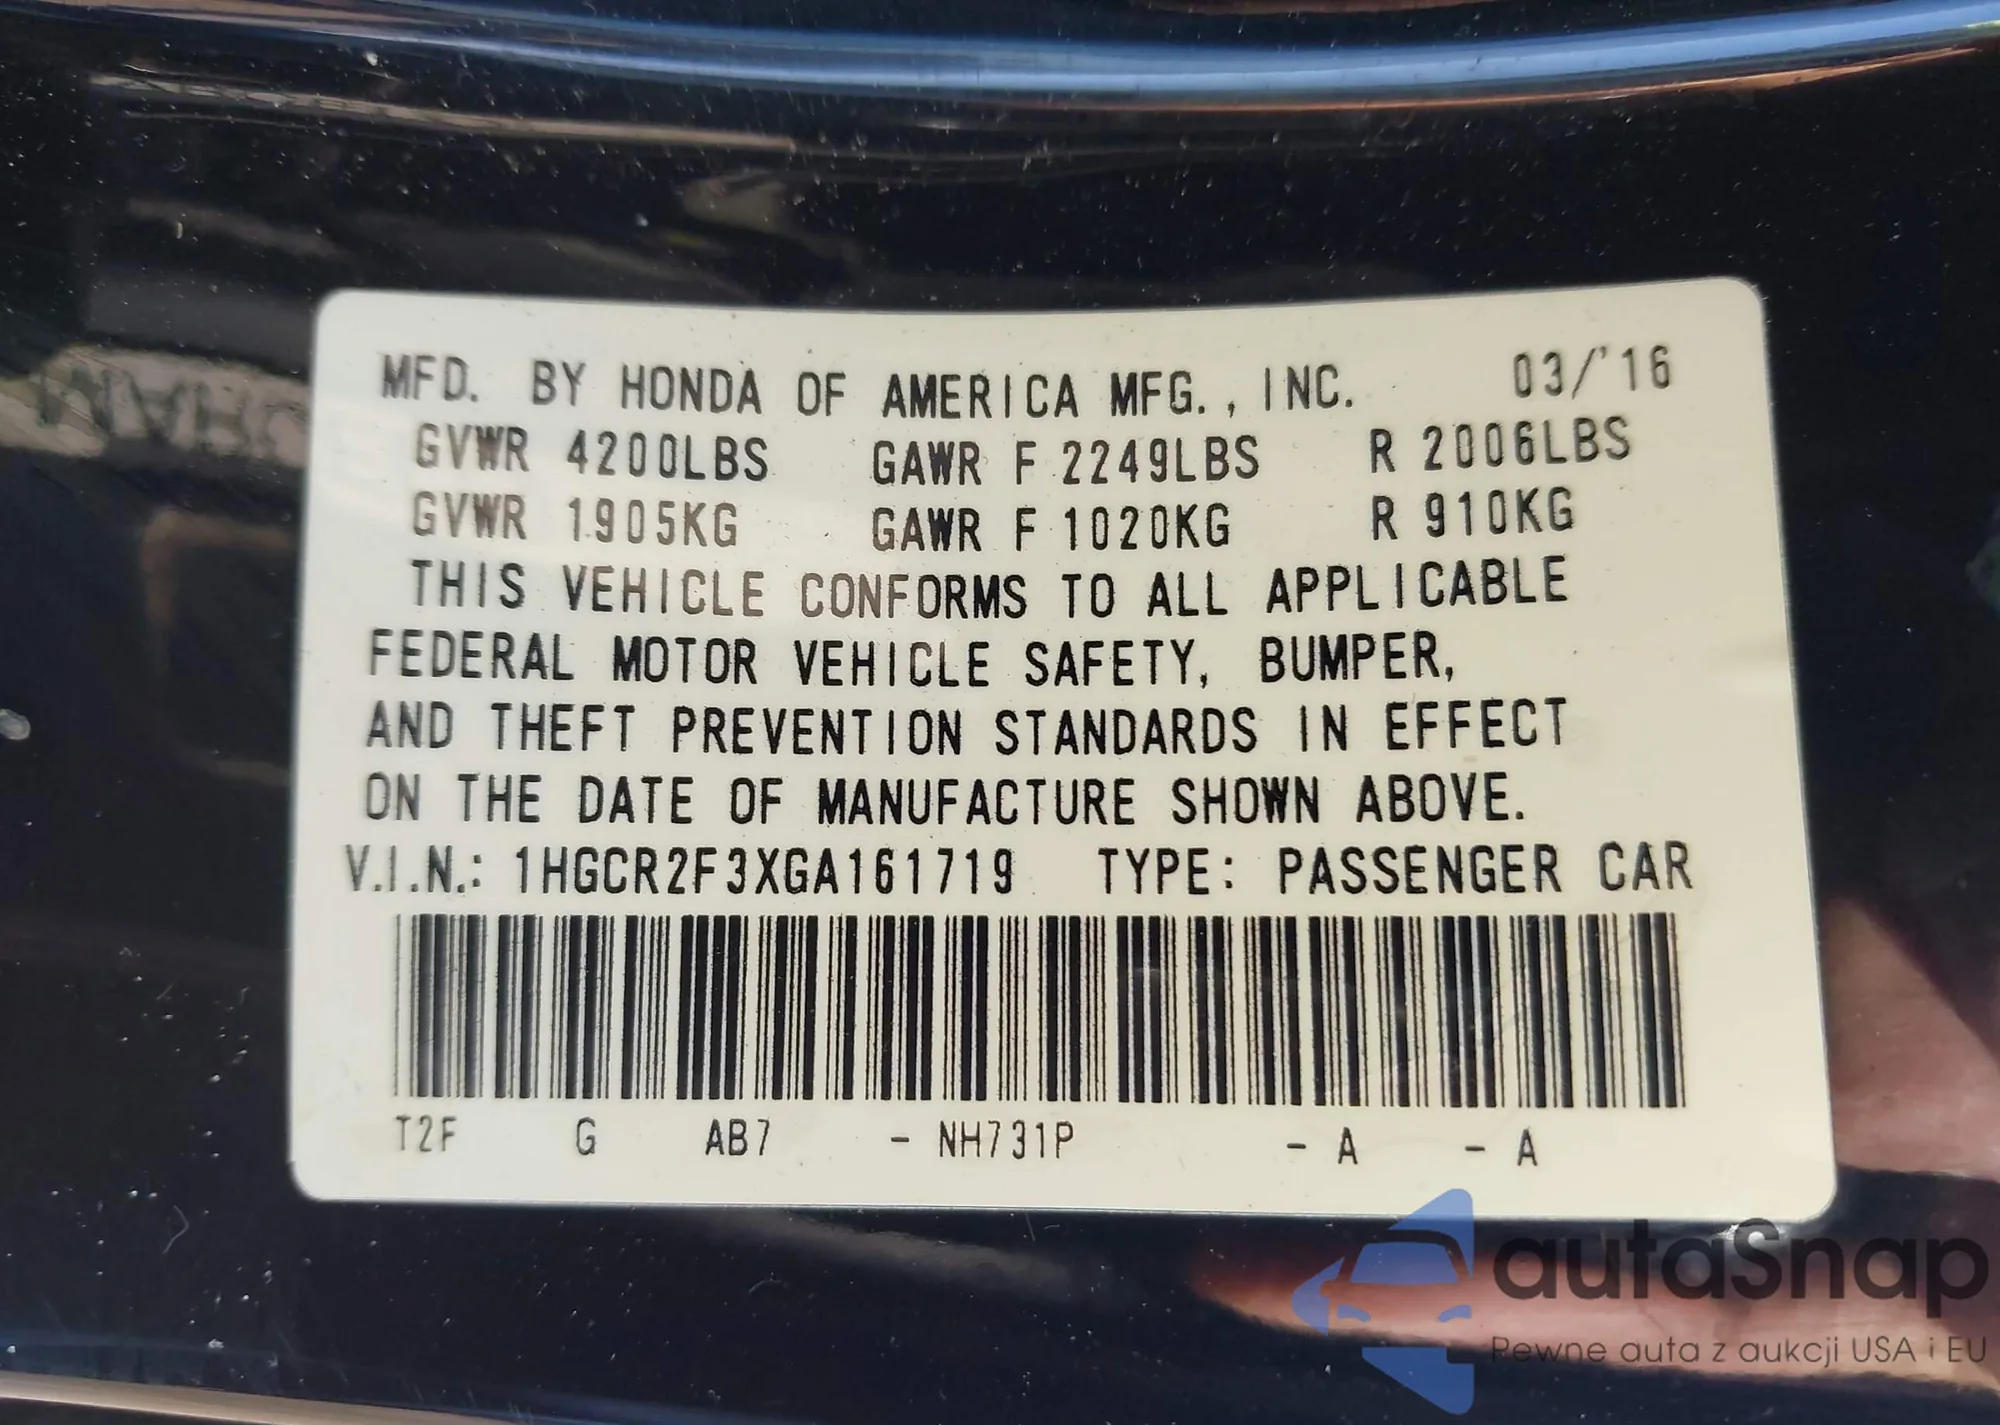 MFD. BY HONDA OF AMERICA MFG., INC. 03/'16
GVWR 4200LBS GAWR F 2249LBS R 2006LBS
GVWR 1905KG GAWR F 1020KG R 910KG
THIS VEHICLE CONFORMS TO ALL APPLICABLE
FEDERAL MOTOR VEHICLE SAFETY, BUMPER,
AND THEFT PREVENTION STANDARDS IN EFFECT
ON THE DATE OF MANUFACTURE SHOWN ABOVE.
V.I.N.: 1HGCR2F3XGA161719 TYPE: PASSENGER CAR
T2F G AB7 - NH731P - A - A
autaSnap
Pewne auta z aukcji USA i EU